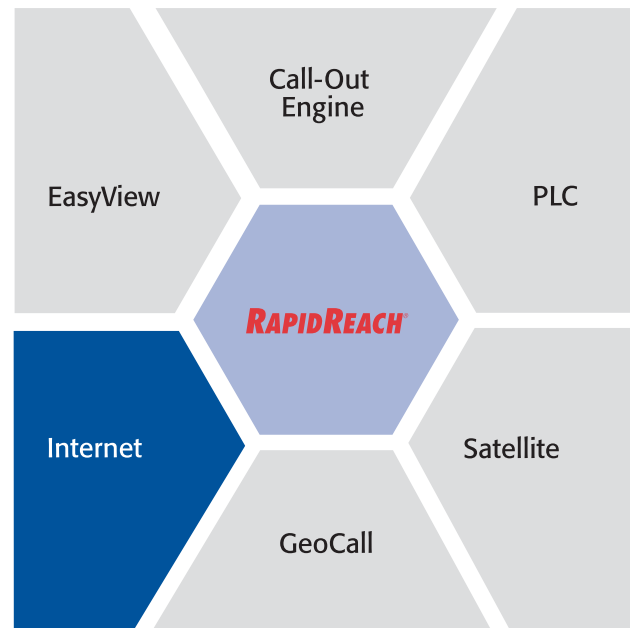 Call-Out
Engine
EasyView
PLC
RAPIDREACH®
Internet
Satellite
GeoCall